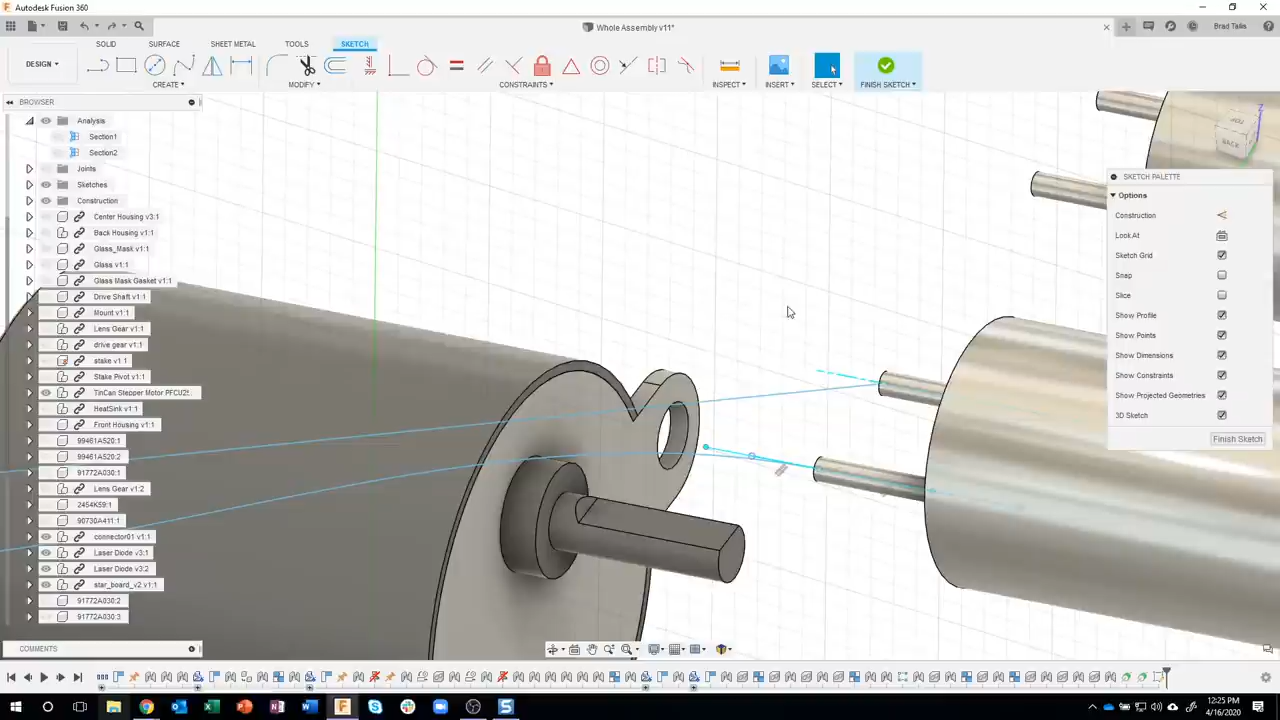 Autodesk Fusion 360
Whole Assembly v11*
Brad Tallis
SOLID
SURFACE
SHEET METAL
TOOLS
SKETCH
DESIGN
CREATE
MODIFY
CONSTRAINTS
INSPECT
INSERT
SELECT
FINISH SKETCH
BROWSER
Analysis
Section1
Section2
Joints
Sketches
Construction
Center Housing v3:1
Back Housing v1:1
Glass_Mask v1:1
Glass v1:1
Glass Mask Gasket v1:1
Drive Shaft v1:1
Mount v1:1
Lens Gear v1:1
drive gear v1:1
stake v1:1
Stake Pivot v1:1
TinCan Stepper Motor PFCU25...
HeatSink v1:1
Front Housing v1:1
99461A520:1
99461A520:2
91772A030:1
Lens Gear v1:2
2454K59:1
90730A411:1
connector01 v1:1
Laser Diode v3:1
Laser Diode v3:2
star_board_v2 v1:1
91772A030:2
91772A030:3
TOP
BACK
Z
SKETCH PALETTE
Options
Construction
Look At
Sketch Grid
Snap
Slice
Show Profile
Show Points
Show Dimensions
Show Constraints
Show Projected Geometries
3D Sketch
Finish Sketch
COMMENTS
12:25 PM
4/16/2020